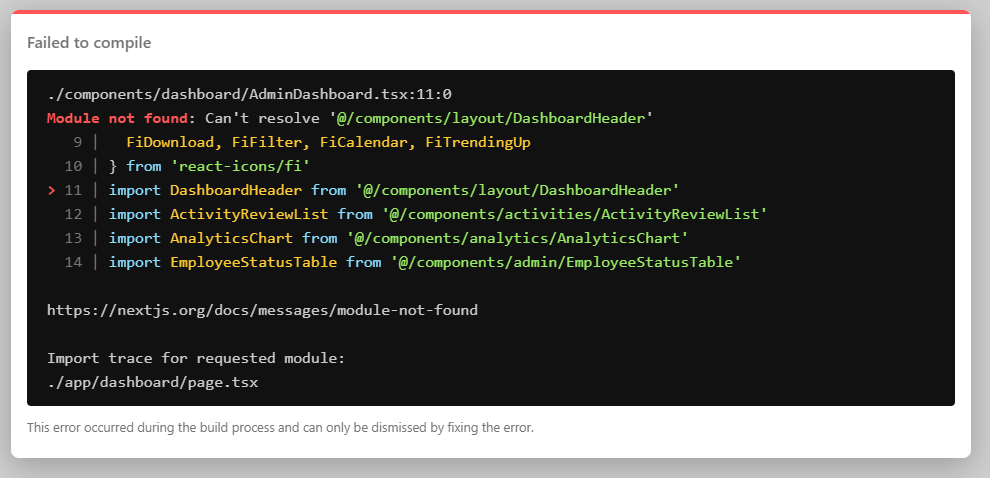 Failed to compile
./components/dashboard/AdminDashboard.tsx:11:0
Module not found: Can't resolve '@/components/layout/DashboardHeader'
9 |   FiDownload, FiFilter, FiCalendar, FiTrendingUp
10 | } from 'react-icons/fi'
> 11 | import DashboardHeader from '@/components/layout/DashboardHeader'
12 | import ActivityReviewList from '@/components/activities/ActivityReviewList'
13 | import AnalyticsChart from '@/components/analytics/AnalyticsChart'
14 | import EmployeeStatusTable from '@/components/admin/EmployeeStatusTable'
https://nextjs.org/docs/messages/module-not-found
Import trace for requested module:
./app/dashboard/page.tsx
This error occurred during the build process and can only be dismissed by fixing the error.